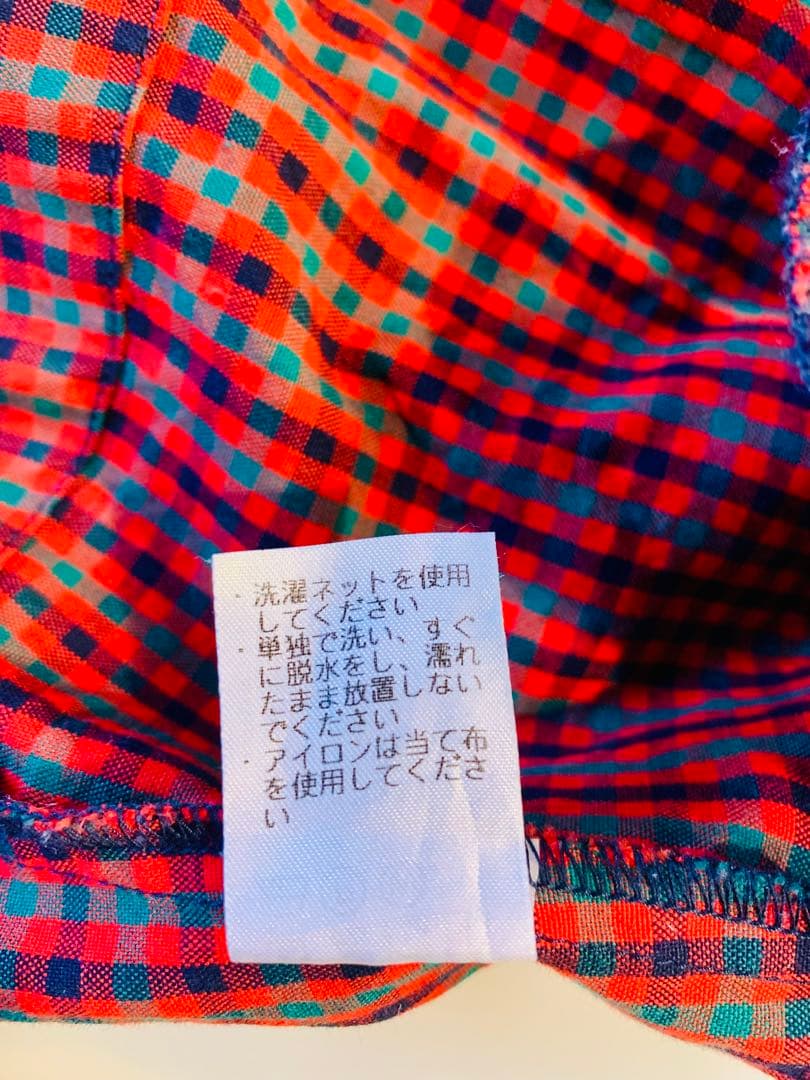 ・洗濯ネットを使用
してください
・単独で洗い、すぐ
に脱水をし、濡れ
たまま放置しない
でください
・アイロンは当て布
を使用してくださ
い